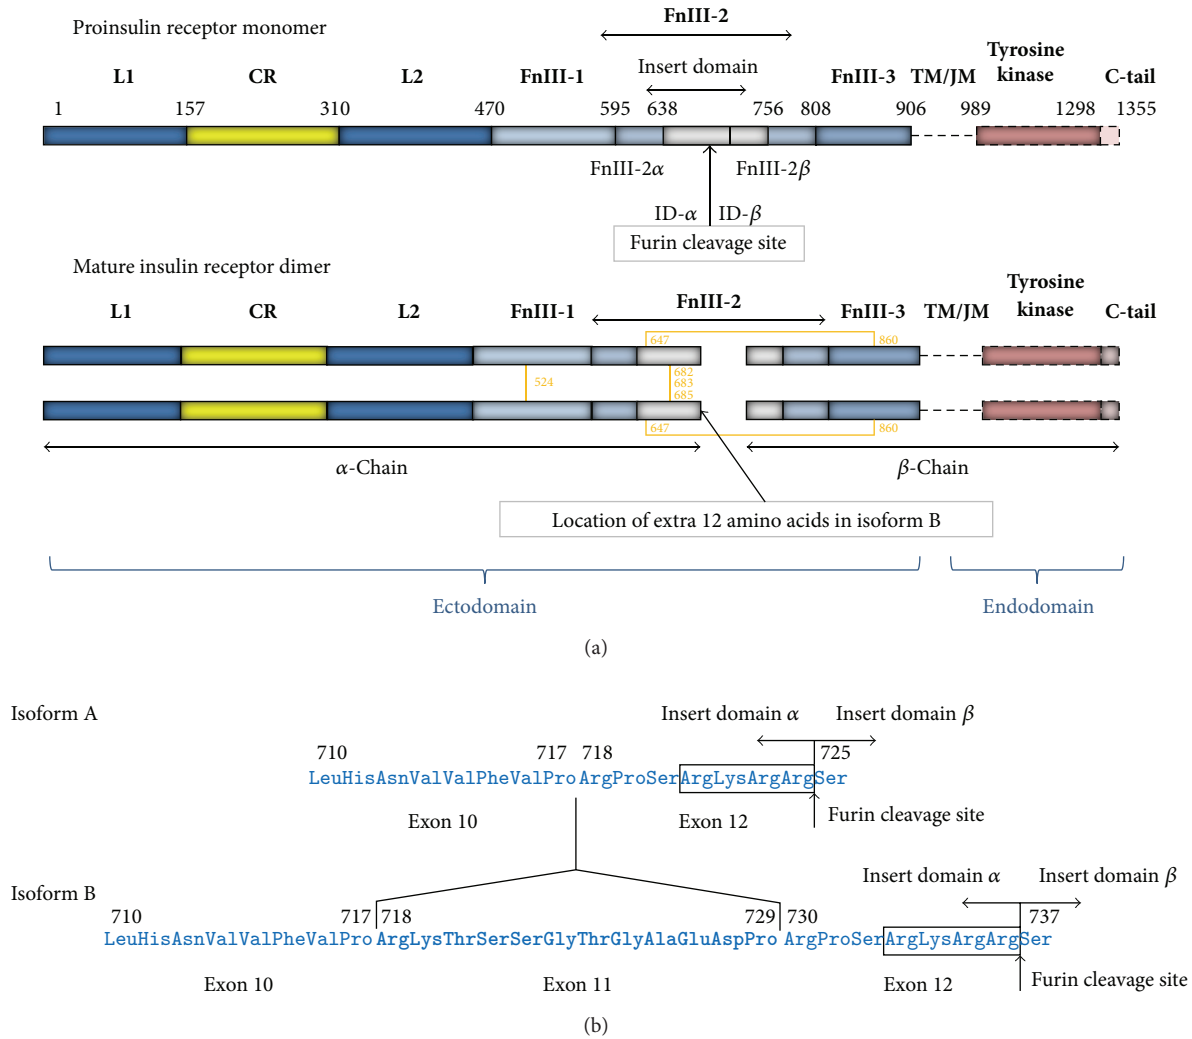 Proinsulin receptor monomer
FnIII-2
Insert domain
L1 CR L2 FnIII-1 FnIII-3 TM/JM Tyrosine kinase C-tail
1 157 310 470 595 638 756 808 906 989 1298 1355
FnIII-2α FnIII-2β
ID-α ID-β
Furin cleavage site
Mature insulin receptor dimer
L1 CR L2 FnIII-1 FnIII-2 FnIII-3 TM/JM Tyrosine kinase C-tail
647 860
524 682
683
685
647 860
α-Chain β-Chain
Location of extra 12 amino acids in isoform B
Ectodomain Endodomain
(a)
Isoform A
Insert domain α Insert domain β
710 717 718 725
LeuHisAsnValValPheValPro ArgProSerArgLysArgArgSer
Exon 10 Exon 12 Furin cleavage site
Isoform B
Insert domain α Insert domain β
710 717 718 729 730 737
LeuHisAsnValValPheValPro ArgLysThrSerSerGlyThrGlyAlaGluAspPro ArgProSerArgLysArgArgSer
Exon 10 Exon 11 Exon 12 Furin cleavage site
(b)